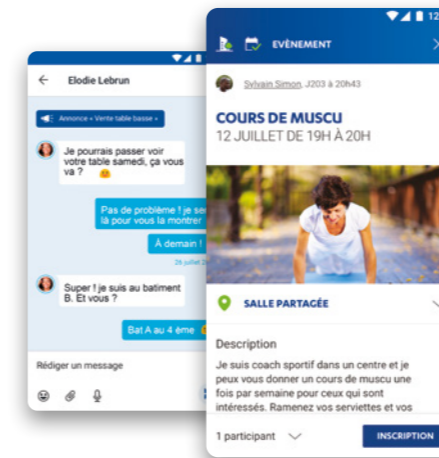 Elodie Lebrun
Annonce « Vente table basse »
Je pourrais passer voir
votre table samedi, ça vous
va ?
Pas de problème ! je se
là pour vous la montrer
À demain !
26 juillet
Super ! je suis au batiment
B. Et vous ?
Bat A au 4 ème
Rédiger un message
12
EVÈNEMENT
Sylvain Simon, J203 à 20h43
COURS DE MUSCU
12 JUILLET DE 19H À 20H
SALLE PARTAGÉE
Description
Je suis coach sportif dans un centre et je
peux vous donner un cours de muscu une
fois par semaine pour ceux qui sont
intéressés. Ramenez vos serviettes et vos
1 participant
INSCRIPTION